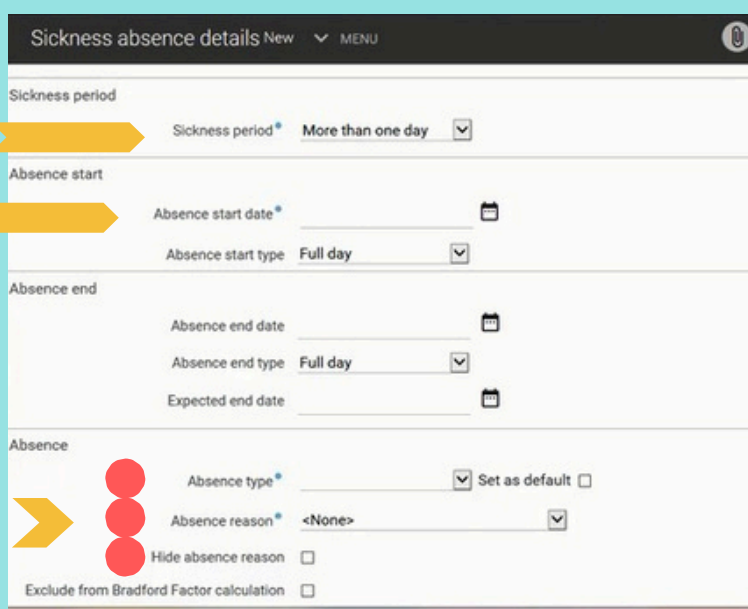 Sickness absence details New MENU
Sickness period
Sickness period* More than one day
Absence start
Absence start date*
Absence start type Full day
Absence end
Absence end date
Absence end type Full day
Expected end date
Absence
Absence type* Set as default
Absence reason* <None>
Hide absence reason
Exclude from Bradford Factor calculation